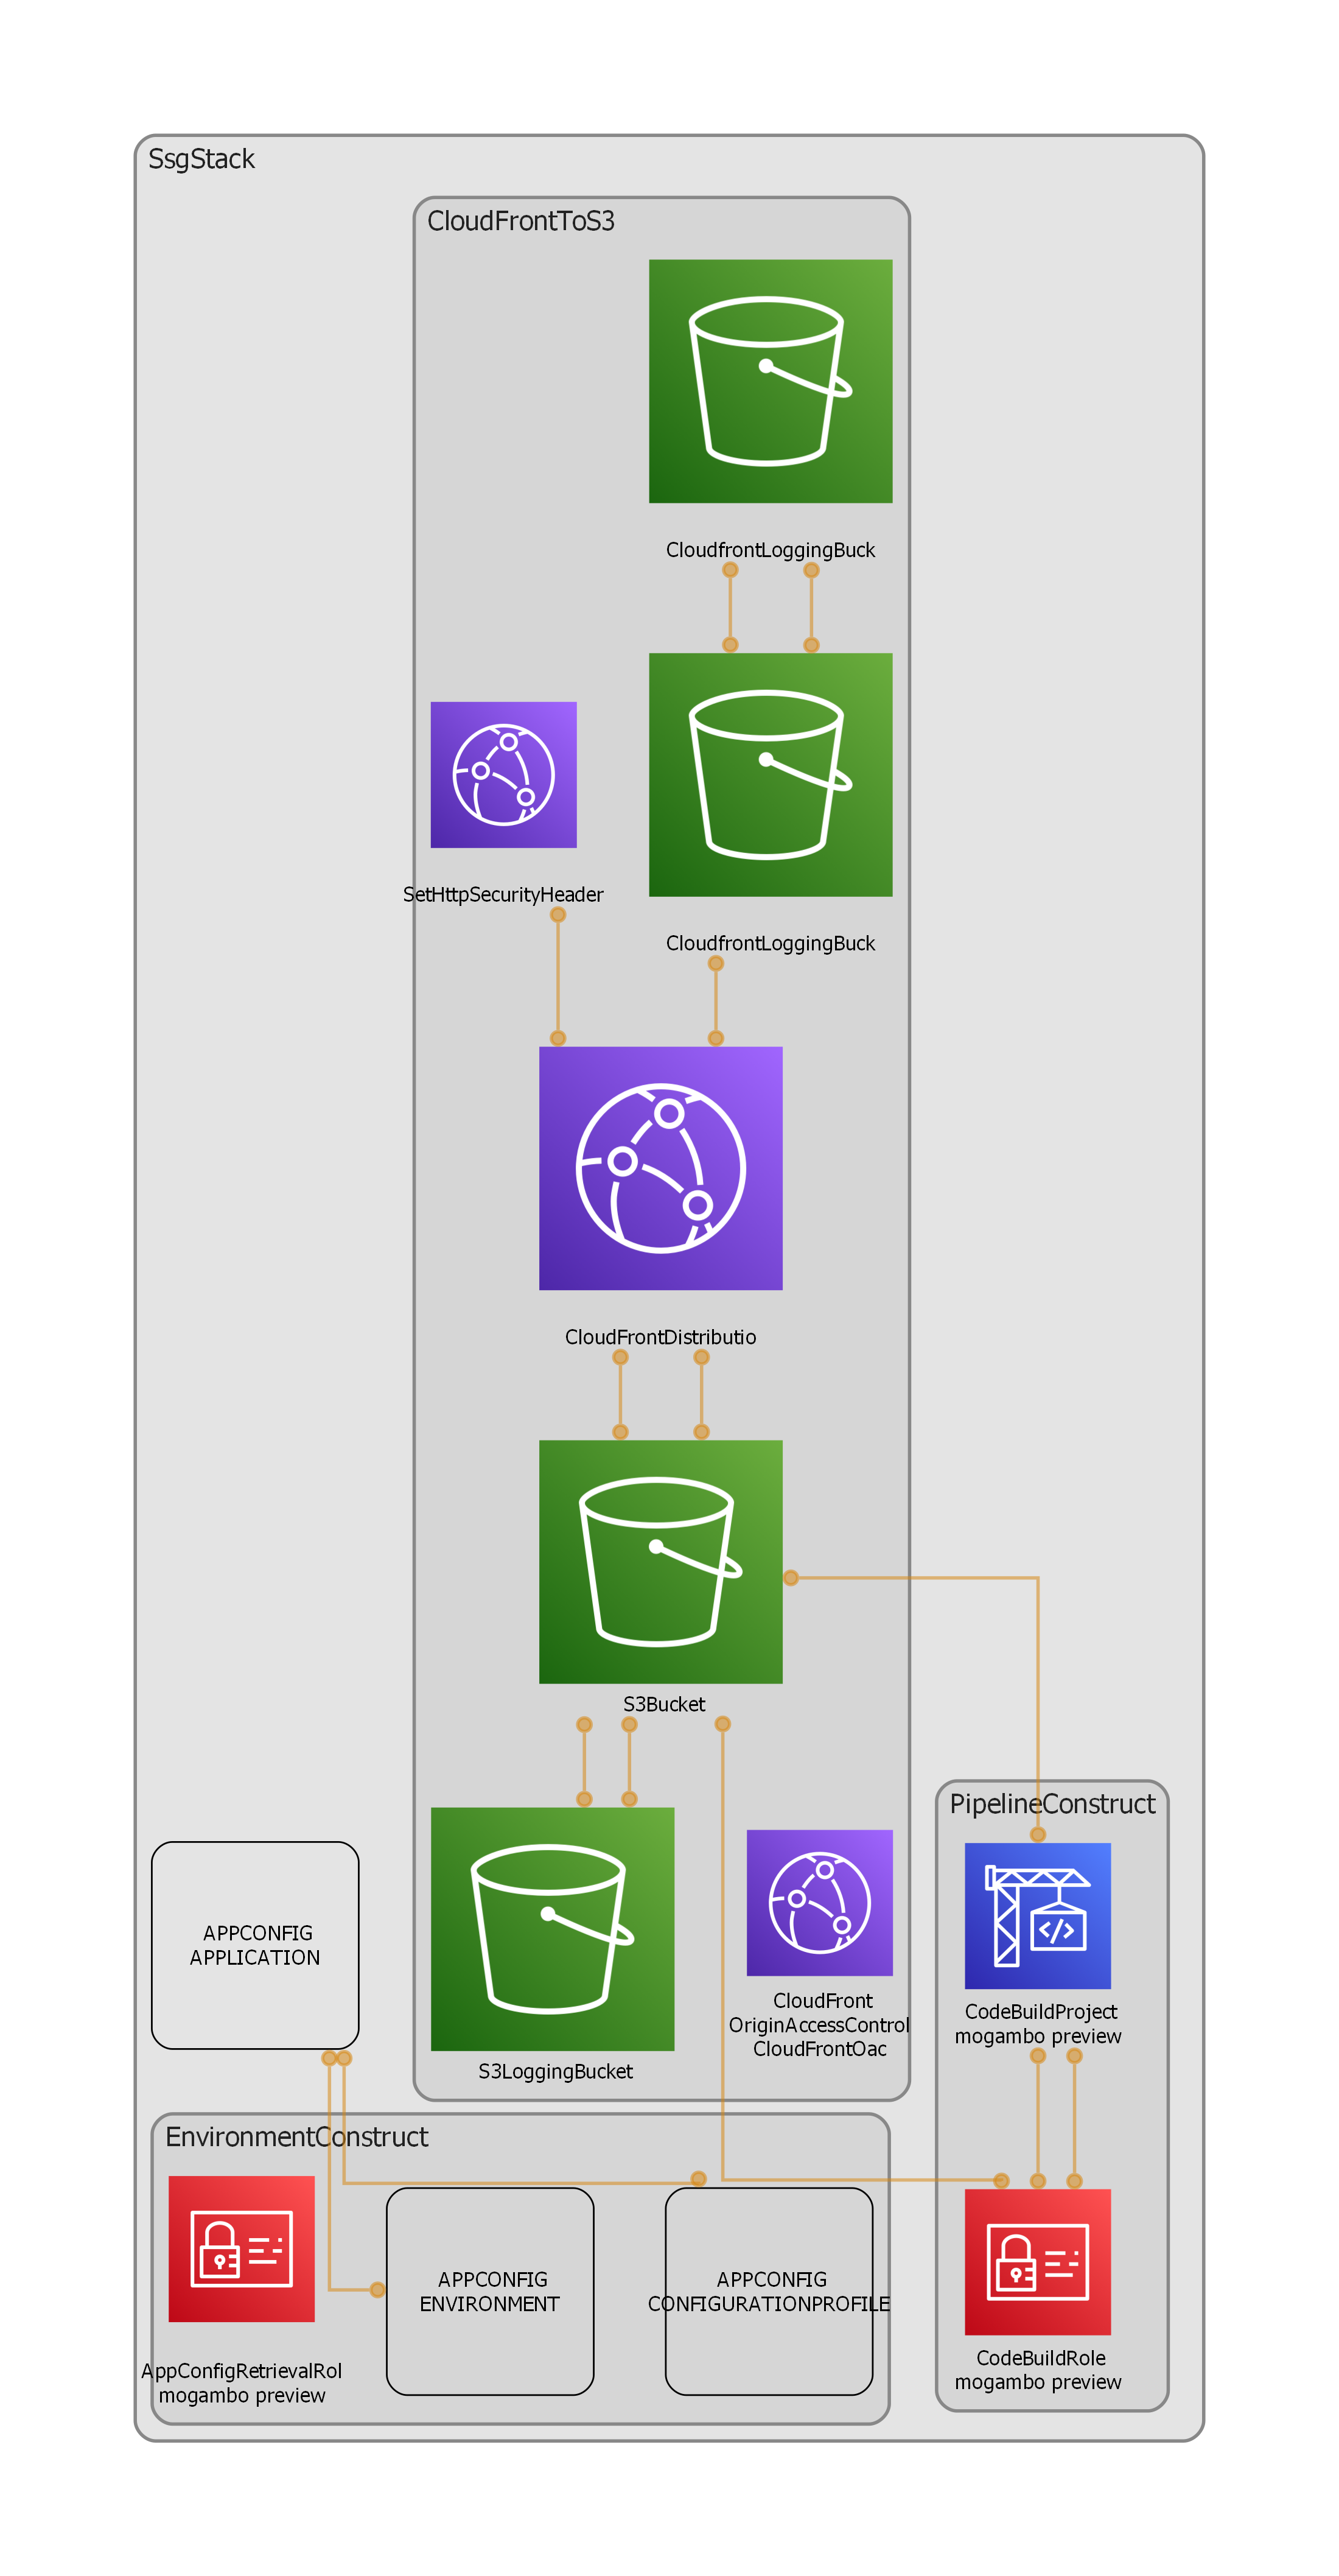 SsgStack
CloudFrontToS3
CloudfrontLoggingBuck
SetHttpSecurityHeader
CloudfrontLoggingBuck
CloudFrontDistributio
S3Bucket
PipelineConstruct
APPCONFIG
APPLICATION
S3LoggingBucket
CloudFront
OriginAccessControl
CloudFrontOac
CodeBuildProject
mogambo preview
EnvironmentConstruct
AppConfigRetrievalRol
mogambo preview
APPCONFIG
ENVIRONMENT
APPCONFIG
CONFIGURATIONPROFILE
CodeBuildRole
mogambo preview